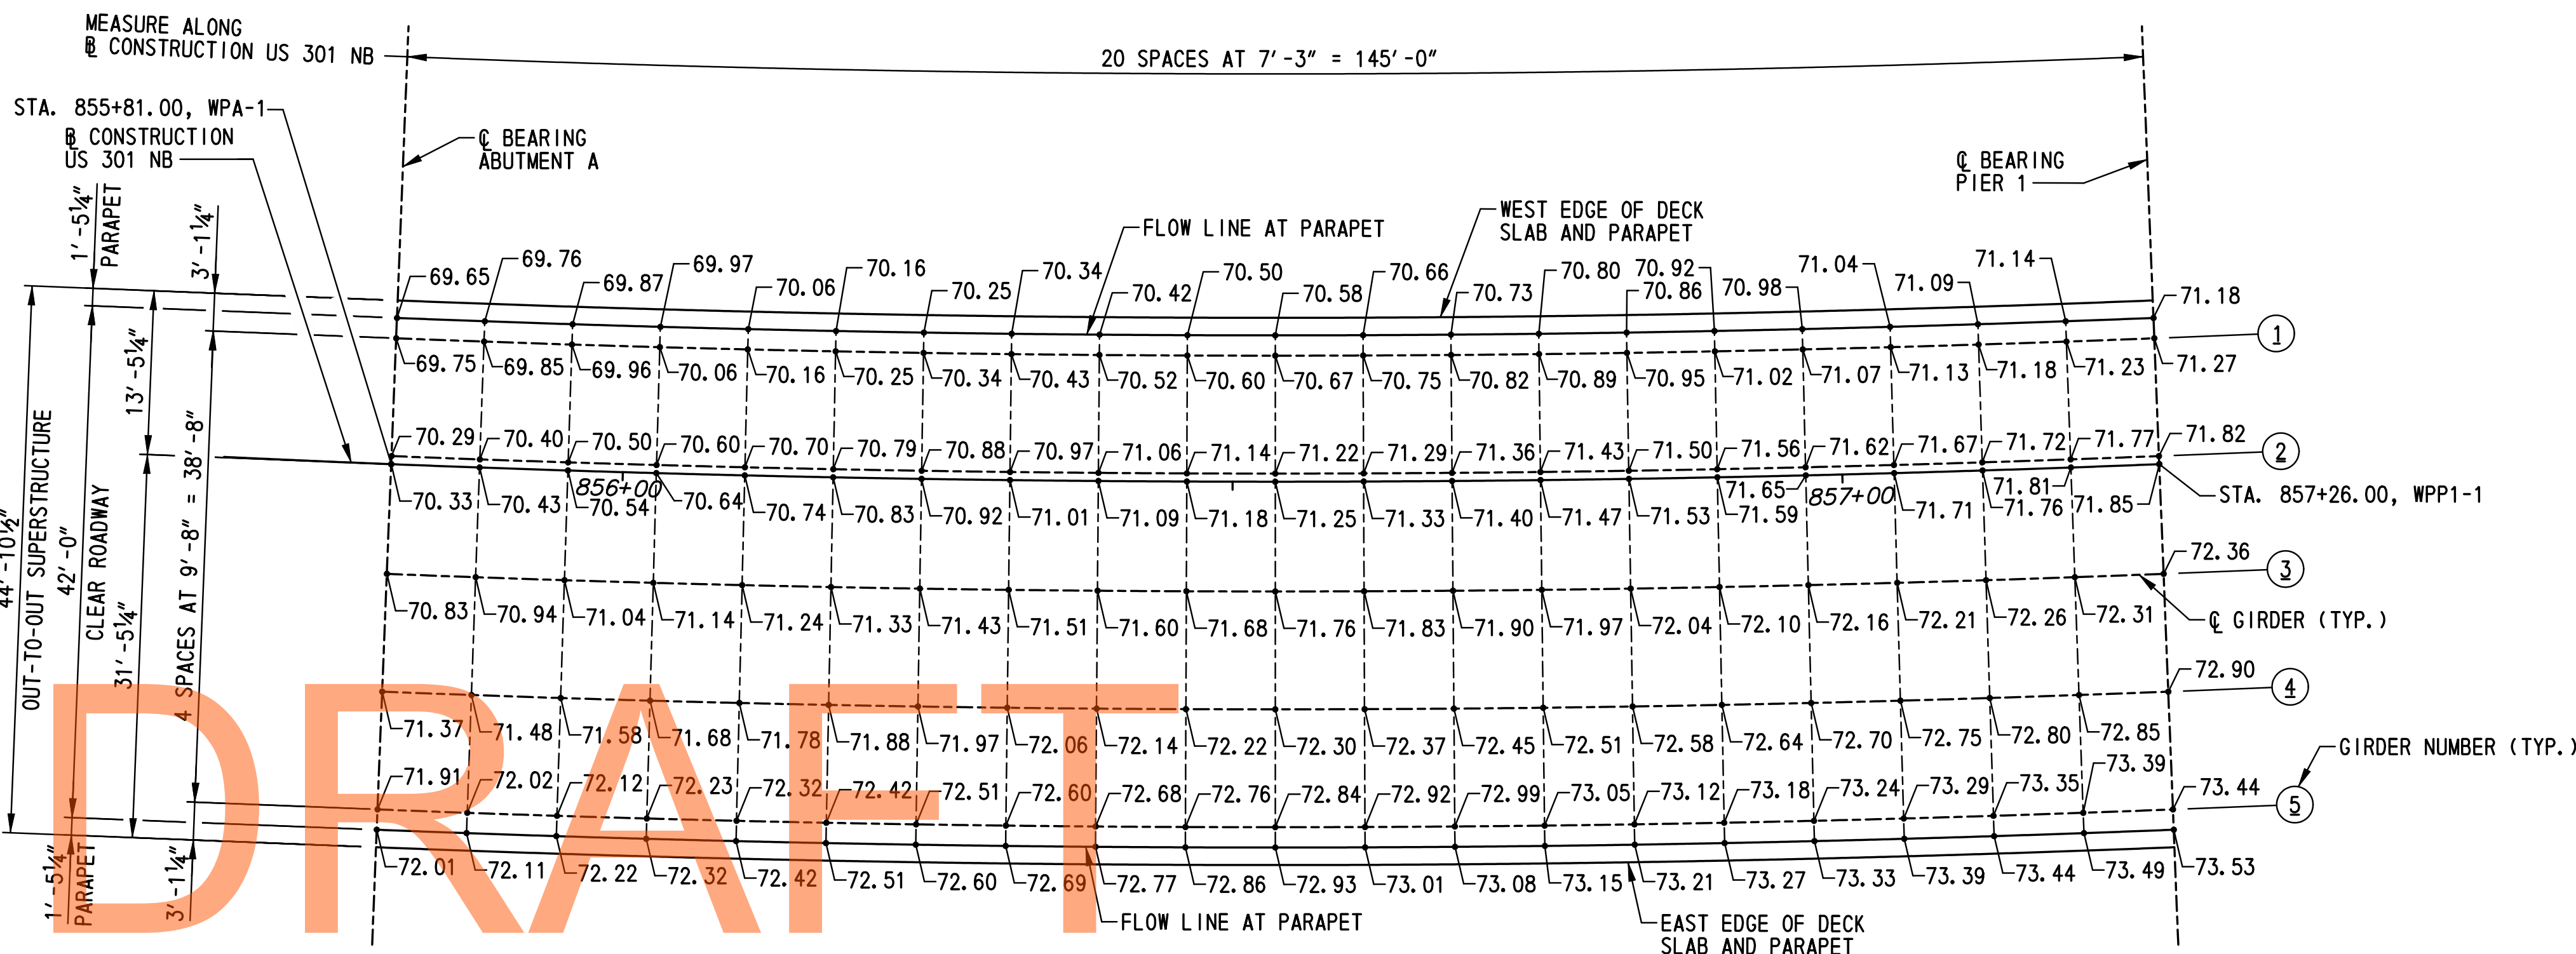 MEASURE ALONG
℄ CONSTRUCTION US 301 NB
20 SPACES AT 7'-3" = 145'-0"
STA. 855+81.00, WPA-1
℄ CONSTRUCTION
US 301 NB
℄ BEARING
ABUTMENT A
℄ BEARING
PIER 1
1'-5¼"
PARAPET
3'-1¼"
FLOW LINE AT PARAPET
WEST EDGE OF DECK
SLAB AND PARAPET
69.65 69.76 69.87 69.97 70.06 70.16 70.25 70.34 70.42 70.50 70.58 70.66 70.73 70.80 70.86 70.92 70.98 71.04 71.09 71.14 71.18
1
69.75 69.85 69.96 70.06 70.16 70.25 70.34 70.43 70.52 70.60 70.67 70.75 70.82 70.89 70.95 71.02 71.07 71.13 71.18 71.23 71.27
13'-5¼"
70.29 70.40 70.50 70.60 70.70 70.79 70.88 70.97 71.06 71.14 71.22 71.29 71.36 71.43 71.50 71.56 71.62 71.67 71.72 71.77 71.82
2
856+00
857+00
70.33 70.43 70.54 70.64 70.74 70.83 70.92 71.01 71.09 71.18 71.25 71.33 71.40 71.47 71.53 71.59 71.65 71.71 71.76 71.81 71.85
STA. 857+26.00, WPP1-1
44'-10½"
OUT-TO-OUT SUPERSTRUCTURE
42'-0"
CLEAR ROADWAY
31'-5¼"
4 SPACES AT 9'-8" = 38'-8"
72.36
3
70.83 70.94 71.04 71.14 71.24 71.33 71.43 71.51 71.60 71.68 71.76 71.83 71.90 71.97 72.04 72.10 72.16 72.21 72.26 72.31
℄ GIRDER (TYP.)
72.90
4
71.37 71.48 71.58 71.68 71.78 71.88 71.97 72.06 72.14 72.22 72.30 72.37 72.45 72.51 72.58 72.64 72.70 72.75 72.80 72.85
GIRDER NUMBER (TYP.)
71.91 72.02 72.12 72.23 72.32 72.42 72.51 72.60 72.68 72.76 72.84 72.92 72.99 73.05 73.12 73.18 73.24 73.29 73.35 73.39 73.44
5
72.01 72.11 72.22 72.32 72.42 72.51 72.60 72.69 72.77 72.86 72.93 73.01 73.08 73.15 73.21 73.27 73.33 73.39 73.44 73.49 73.53
1'-5¼"
PARAPET
3'-1¼"
FLOW LINE AT PARAPET
EAST EDGE OF DECK
SLAB AND PARAPET
DRAFT